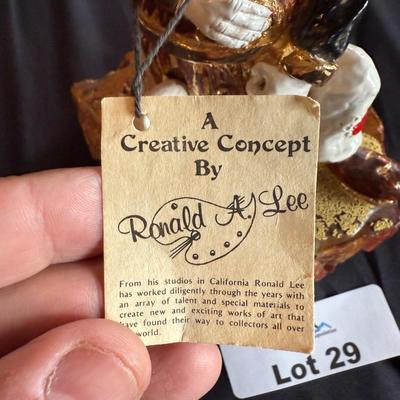 A
Creative Concept
By
Ronald A. Lee
From his studios in California Ronald Lee
has worked diligently through the years with
an array of talent and special materials to
create new and exciting works of art that
have found their way to collectors all over
world.
Lot 29